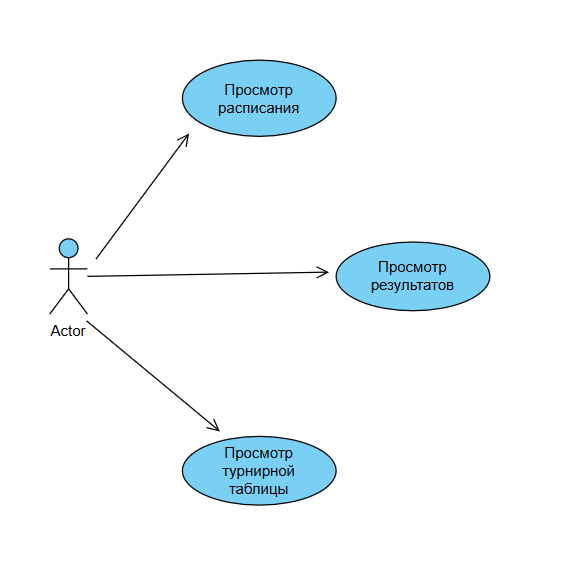 Просмотр
расписания
Просмотр
результатов
Actor
Просмотр
турнирной
таблицы